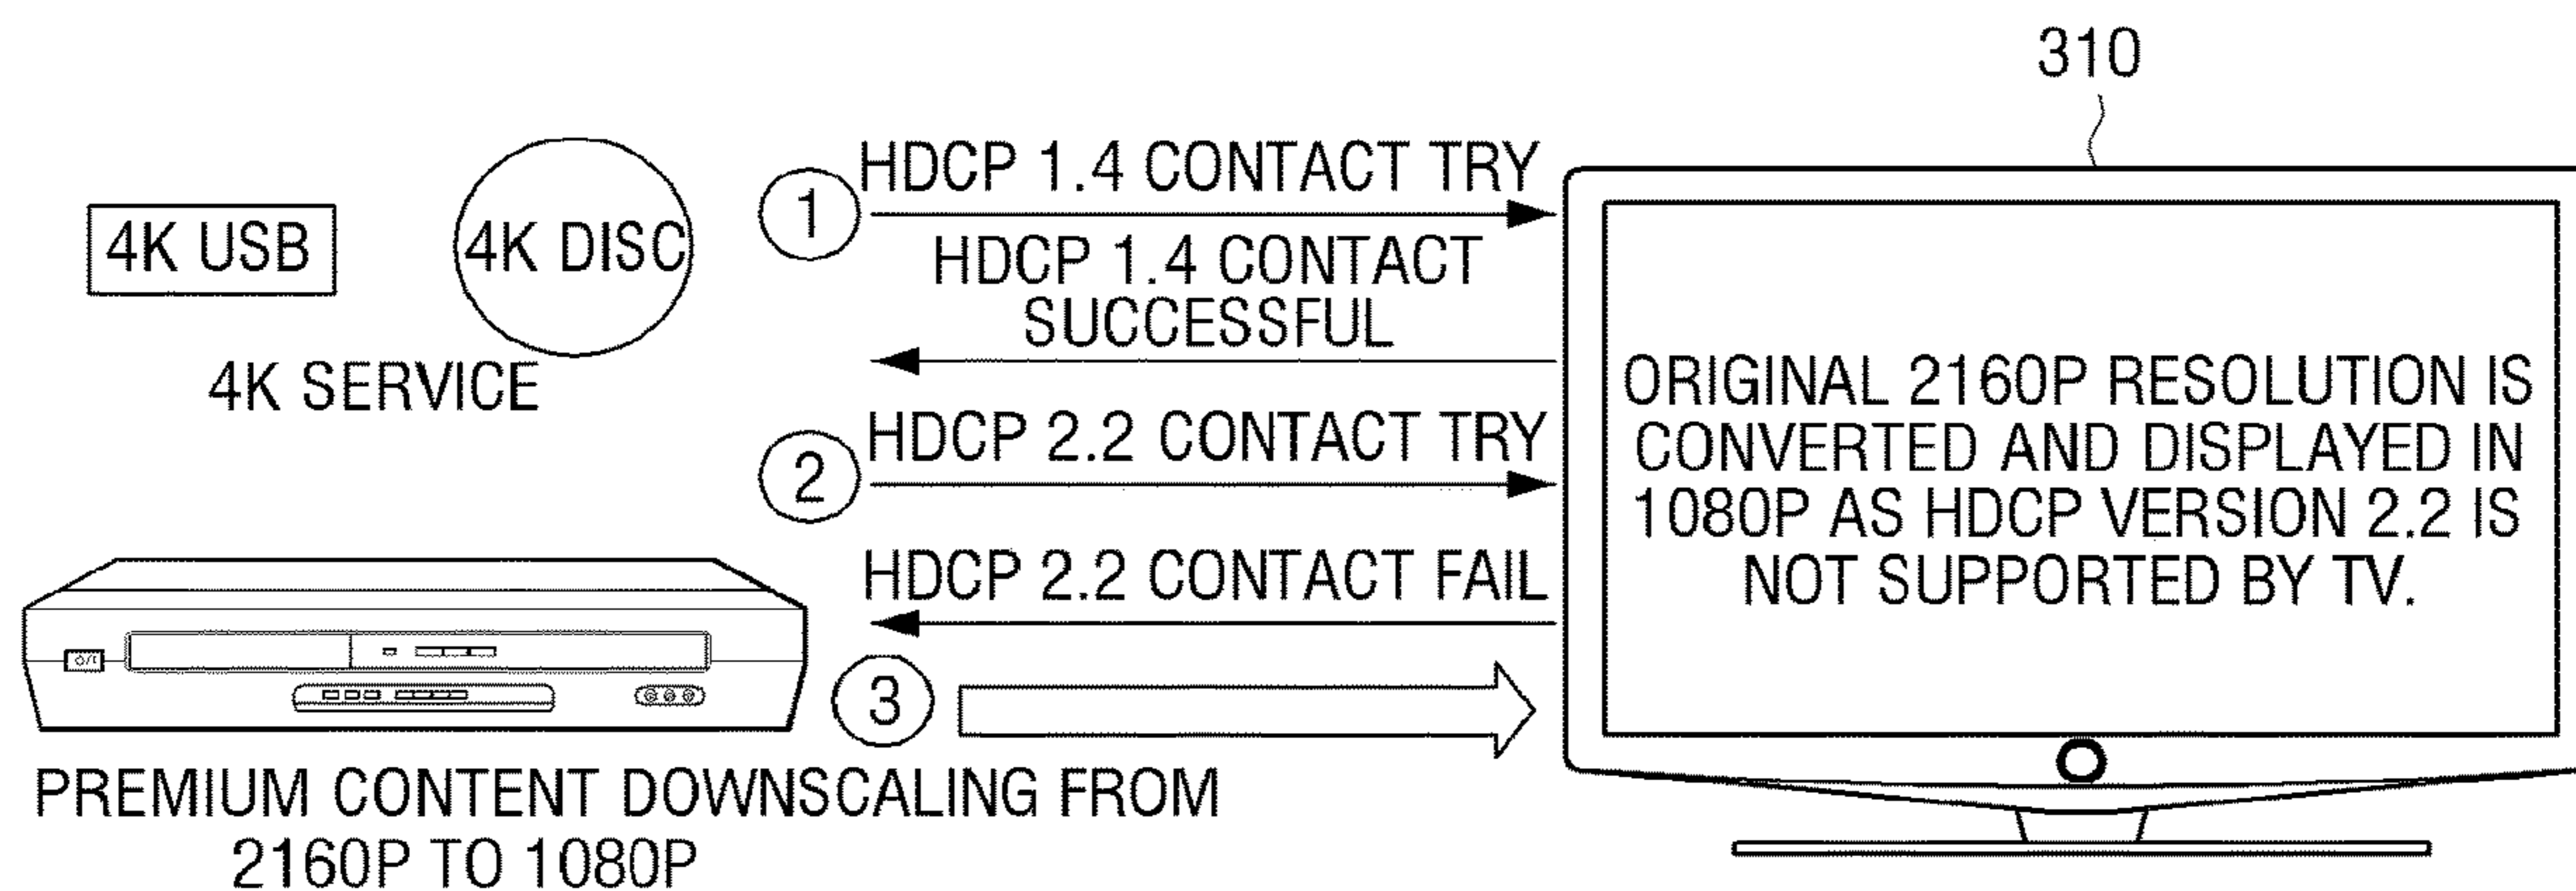 310
4K USB
4K DISC
4K SERVICE
1
HDCP 1.4 CONTACT TRY
HDCP 1.4 CONTACT
SUCCESSFUL
2
HDCP 2.2 CONTACT TRY
HDCP 2.2 CONTACT FAIL
3
PREMIUM CONTENT DOWNSCALING FROM
2160P TO 1080P
ORIGINAL 2160P RESOLUTION IS
CONVERTED AND DISPLAYED IN
1080P AS HDCP VERSION 2.2 IS
NOT SUPPORTED BY TV.